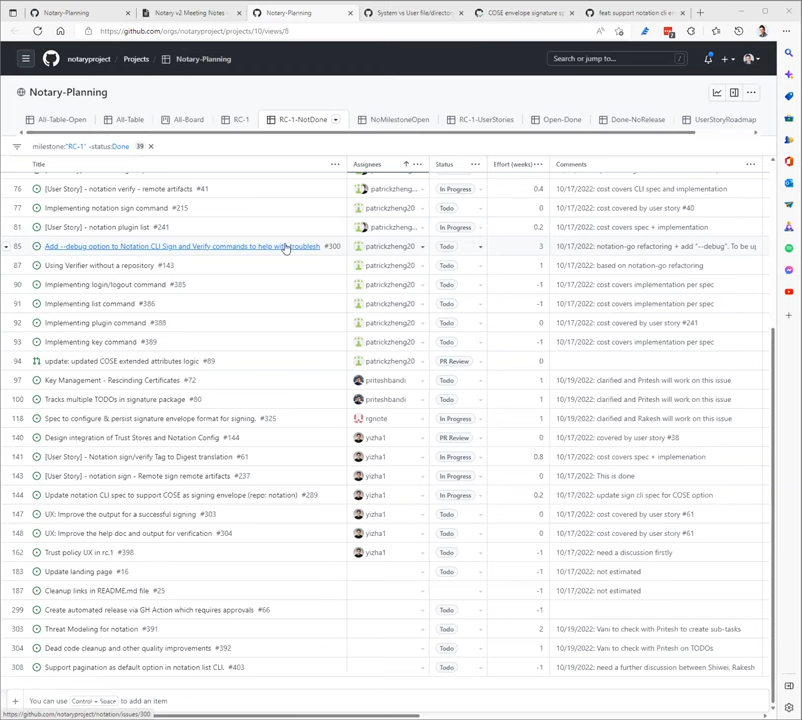 Notary-Planning
Notary v2 Meeting Notes -
Notary-Planning
System vs User file/director
COSE envelope signature s
feat: support notation cli e
https://github.com/orgs/notaryproject/projects/10/views/8
notaryproject Projects / Notary-Planning
Search or jump to... /
Notary-Planning
All-Table-Open All-Table All-Board RC-1 RC-1-NotDone NoMilestoneOpen RC-1-UserStories Open-Done Done-NoRelease UserStoryRoadmap
milestone:"RC-1" -status:Done 39
Title Assignees Status Effort (weeks) Comments
76 [User Story] - notation verify - remote artifacts #41 patrickzheng... In Progress 0.4 10/17/2022: cost covers CLI spec and implementation
77 Implementing notation sign command #215 patrickzheng20 Todo 0 10/17/2022: cost covered by user story #40
81 [User Story] - notation plugin list #241 patrickzheng... In Progress 0.2 10/17/2022: cost covers spec + implementation
85 Add --debug option to Notation CLI Sign and Verify commands to help with troublesh #300 patrickzheng20 Todo 3 10/17/2022: notation-go refactoring + add "--debug". To be up
87 Using Verifier without a repository #143 patrickzheng20 Todo 1 10/17/2022: based on notation-go refactoring
90 Implementing login/logout command #385 patrickzheng20 Todo -1 10/17/2022: cost covers implementation per spec
91 Implementing list command #386 patrickzheng20 Todo -1 10/17/2022: cost covers implementation per spec
92 Implementing plugin command #388 patrickzheng20 Todo 0 10/17/2022: cost covered by user story #241
93 Implementing key command #389 patrickzheng20 Todo -1 10/17/2022: cost covers implementation per spec
94 update: updated COSE extended attributes logic #89 patrickzheng20 PR Review 0
97 Key Management - Rescinding Certificates #72 priteshbandi Todo 1 10/19/2022: clarified and Pritesh will work on this issue
100 Tracks multiple TODOs in signature package #80 priteshbandi Todo 1 10/19/2022: clarified and Pritesh will work on this issue
118 Spec to configure & persist signature envelope format for signing. #325 rgnote In Progress 1 10/19/2022: clarified and Rakesh will work on this issue
140 Design integration of Trust Stores and Notation Config #144 yizha1 PR Review 0 10/17/2022: covered by user story #38
141 [User Story] - Notation sign/verify Tag to Digest translation #61 yizha1 In Progress 0.8 10/17/2022: cost covers spec + implemenation
143 [User Story] - notation sign - Remote sign remote artifacts #237 yizha1 In Progress 0 10/17/2022: This is done
144 Update notation CLI spec to support COSE as signing envelope (repo: notation) #289 yizha1 In Progress 0.2 10/17/2022: update sign cli spec for COSE option
147 UX: Improve the output for a successful signing #303 yizha1 Todo 0 10/17/2022: cost covered by user story #61
148 UX: Improve the help doc and output for verification #304 yizha1 Todo 0 10/17/2022: cost covered by user story #61
162 Trust policy UX in rc.1 #398 yizha1 Todo -1 10/17/2022: need a discussion firstly
183 Update landing page #16 Todo -1 10/17/2022: not estimated
187 Cleanup links in README.md file #25 Todo -1 10/17/2022: not estimated
299 Create automated release via GH Action which requires approvals #66 Todo -1
303 Threat Modeling for notation #391 Todo 2 10/19/2022: Vani to check with Pritesh to create sub-tasks
304 Dead code cleanup and other quality improvements #392 Todo 1 10/19/2022: Vani to check with Pritesh on TODOs
308 Support pagination as default option in notation list CLI. #403 Todo -1 10/19/2022: need a further discussion between Shiwei, Rakesh
You can use Control + Space to add an item
https://github.com/notaryproject/notation/issues/300